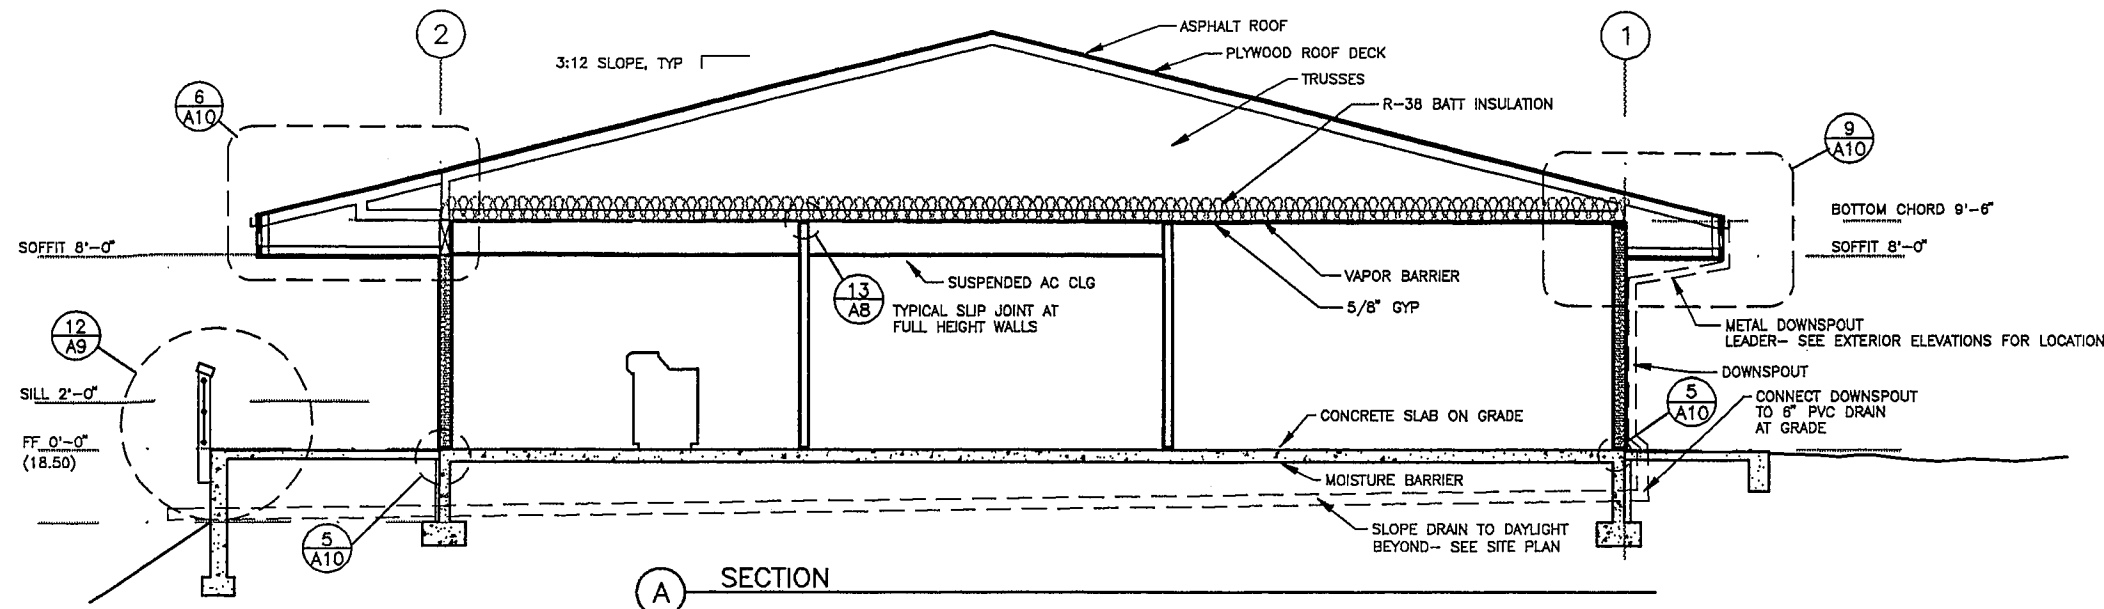 2
1
ASPHALT ROOF
PLYWOOD ROOF DECK
3:12 SLOPE, TYP
TRUSSES
R-38 BATT INSULATION
6
A10
9
A10
BOTTOM CHORD 9'-6"
SOFFIT 8'-0"
SOFFIT 8'-0"
VAPOR BARRIER
SUSPENDED AC CLG
13
A8
5/8" GYP
TYPICAL SLIP JOINT AT
FULL HEIGHT WALLS
12
A9
METAL DOWNSPOUT
LEADER- SEE EXTERIOR ELEVATIONS FOR LOCATION
DOWNSPOUT
SILL 2'-0"
5
A10
CONNECT DOWNSPOUT
TO 6" PVC DRAIN
AT GRADE
CONCRETE SLAB ON GRADE
FF 0'-0"
(18.50)
MOISTURE BARRIER
SLOPE DRAIN TO DAYLIGHT
BEYOND- SEE SITE PLAN
5
A10
A
SECTION